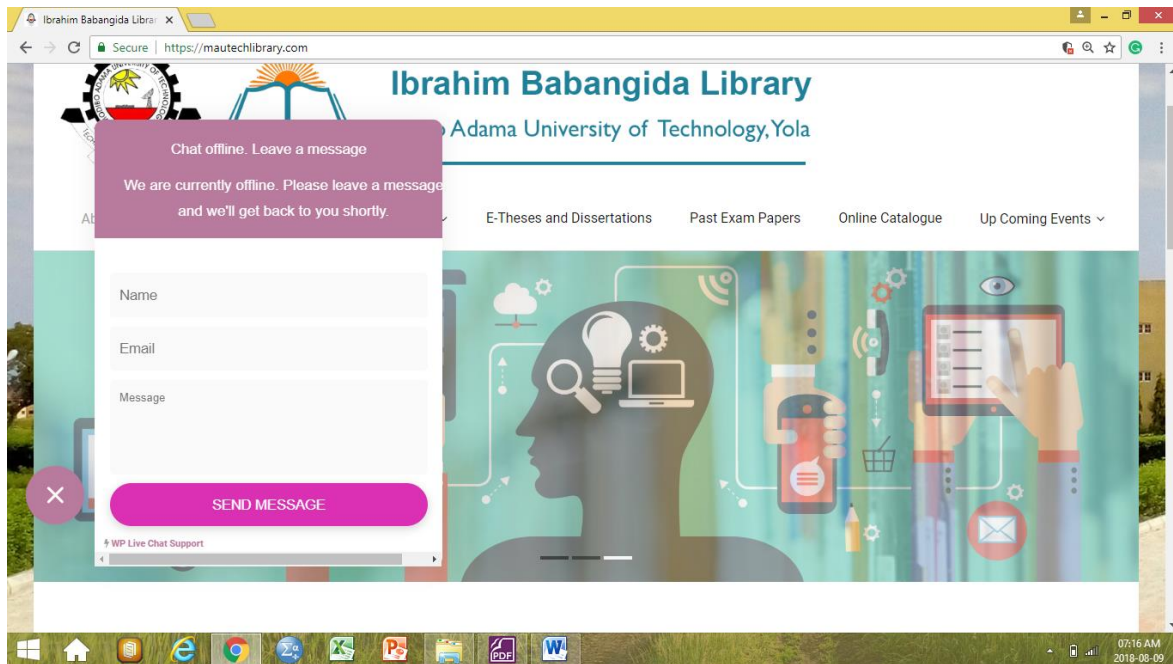 Ibrahim Babangida Librar
Secure | https://mautechlibrary.com
Ibrahim Babangida Library
Adama University of Technology, Yola
Chat offline. Leave a message
We are currently offline. Please leave a message
and we'll get back to you shortly.
E-Theses and Dissertations Past Exam Papers Online Catalogue Up Coming Events
Name
Email
Message
SEND MESSAGE
WP Live Chat Support
07:16 AM
2018-08-09